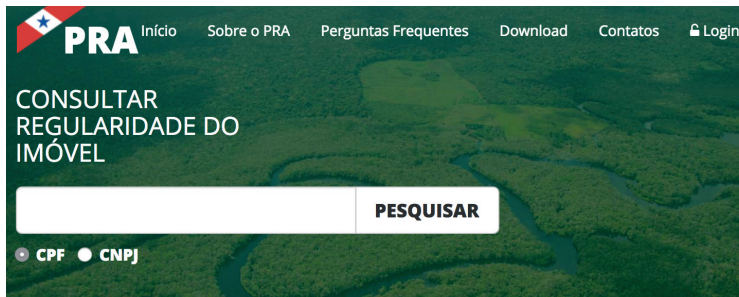 PRA Início Sobre o PRA Perguntas Frequentes Download Contatos Login
CONSULTAR
REGULARIDADE DO
IMÓVEL
PESQUISAR
CPF CNPJ